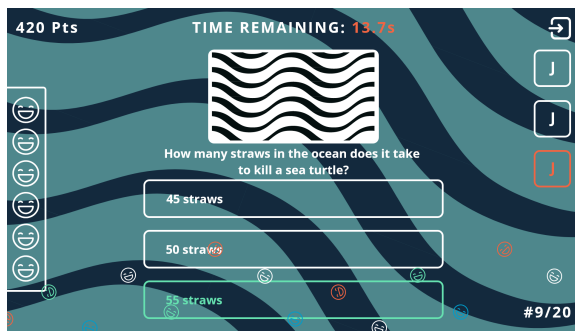 420 Pts
TIME REMAINING: 13.7s
J
J
J
How many straws in the ocean does it take
to kill a sea turtle?
45 straws
50 straws
55 straws
#9/20